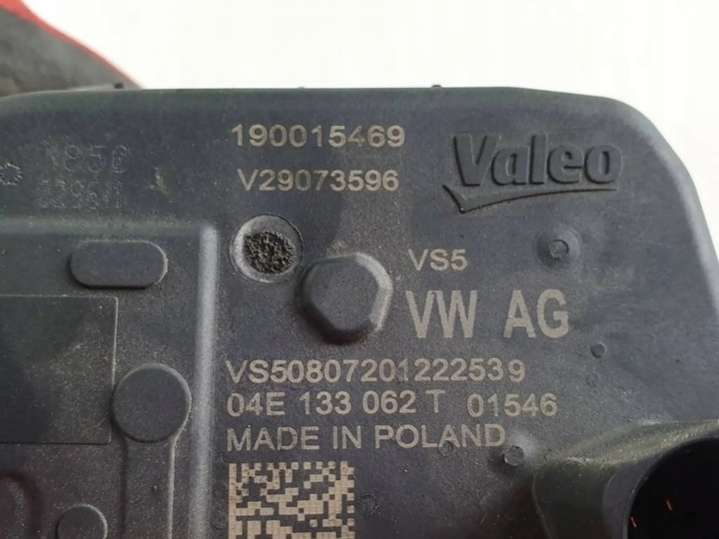 190015469
Valeo
V29073596
VS5
VW AG
VS50807201222539
04E 133 062 T 01546
MADE IN POLAND